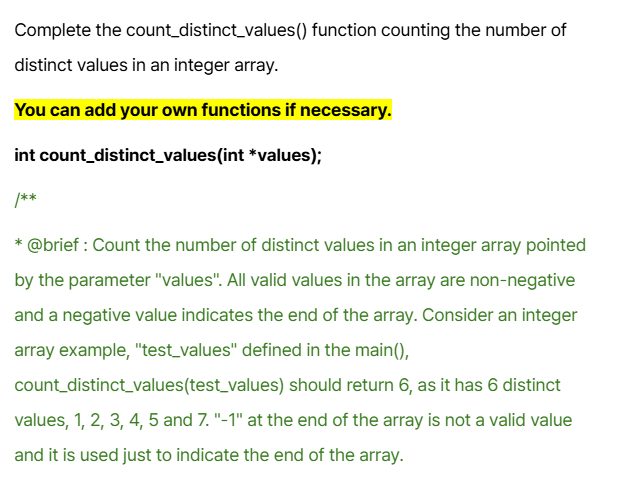 Complete the count_distinct_values() function counting the number of
distinct values in an integer array.
You can add your own functions if necessary.
int count_distinct_values(int *values);
/**
* @brief : Count the number of distinct values in an integer array pointed
by the parameter "values". All valid values in the array are non-negative
and a negative value indicates the end of the array. Consider an integer
array example, "test_values" defined in the main(),
count_distinct_values(test_values) should return 6, as it has 6 distinct
values, 1, 2, 3, 4, 5 and 7. "-1" at the end of the array is not a valid value
and it is used just to indicate the end of the array.